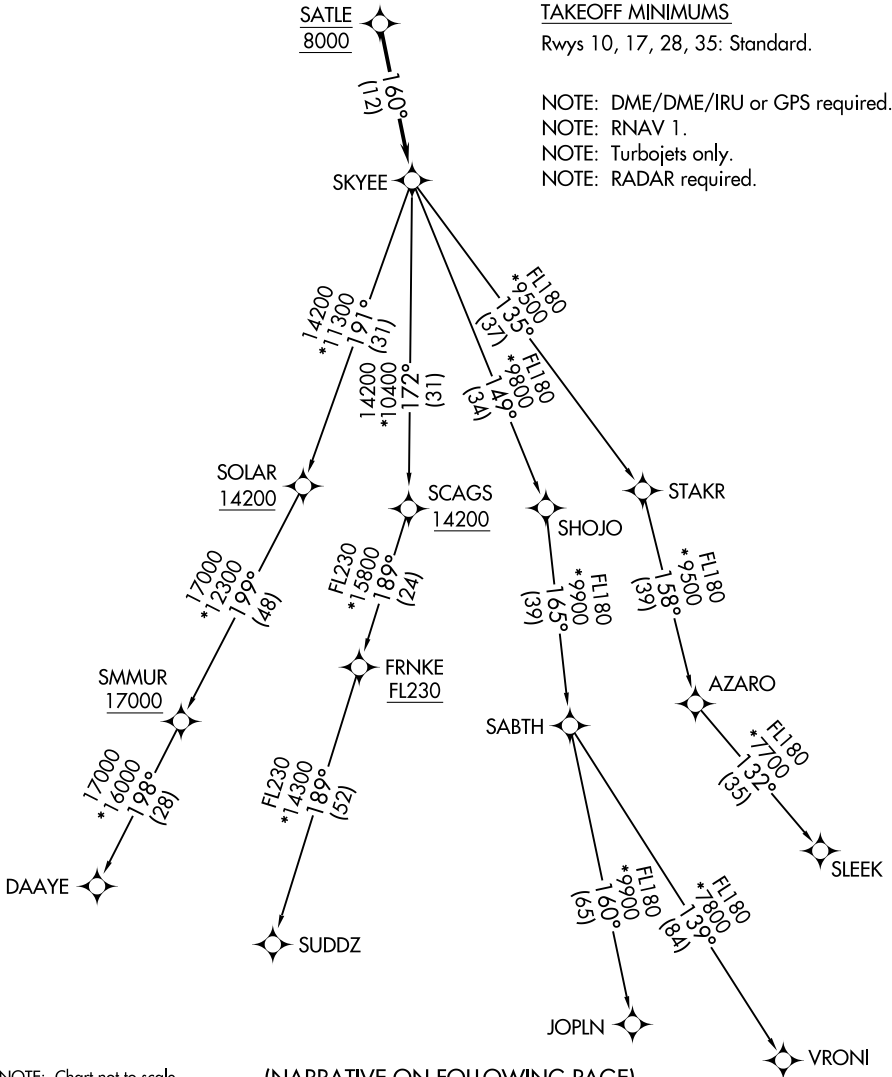 SATLE
8000
160°
(12)
TAKEOFF MINIMUMS
Rwys 10, 17, 28, 35: Standard.
NOTE: DME/DME/IRU or GPS required.
NOTE: RNAV 1.
NOTE: Turbojets only.
NOTE: RADAR required.
SKYEE
14200
*11300
191°
(31)
14200
*10400
172°
(31)
FL180
*9800
149°
(34)
FL180
*9500
135°
(37)
SOLAR
14200
SCAGS
14200
SHOJO
STAKR
17000
*12300
199°
(48)
FL230
*15800
189°
(24)
FL180
*9900
165°
(39)
FL180
*9500
158°
(39)
SMMUR
17000
FRNKE
FL230
SABTH
AZARO
17000
*16000
198°
(28)
FL230
*14300
189°
(52)
FL180
*9900
160°
(65)
FL180
*7800
139°
(84)
FL180
*7700
132°
(35)
DAAYE
SUDDZ
SLEEK
JOPLN
VRONI
NOTE: Chart not to scale.
(NARRATIVE ON FOLLOWING PAGE)